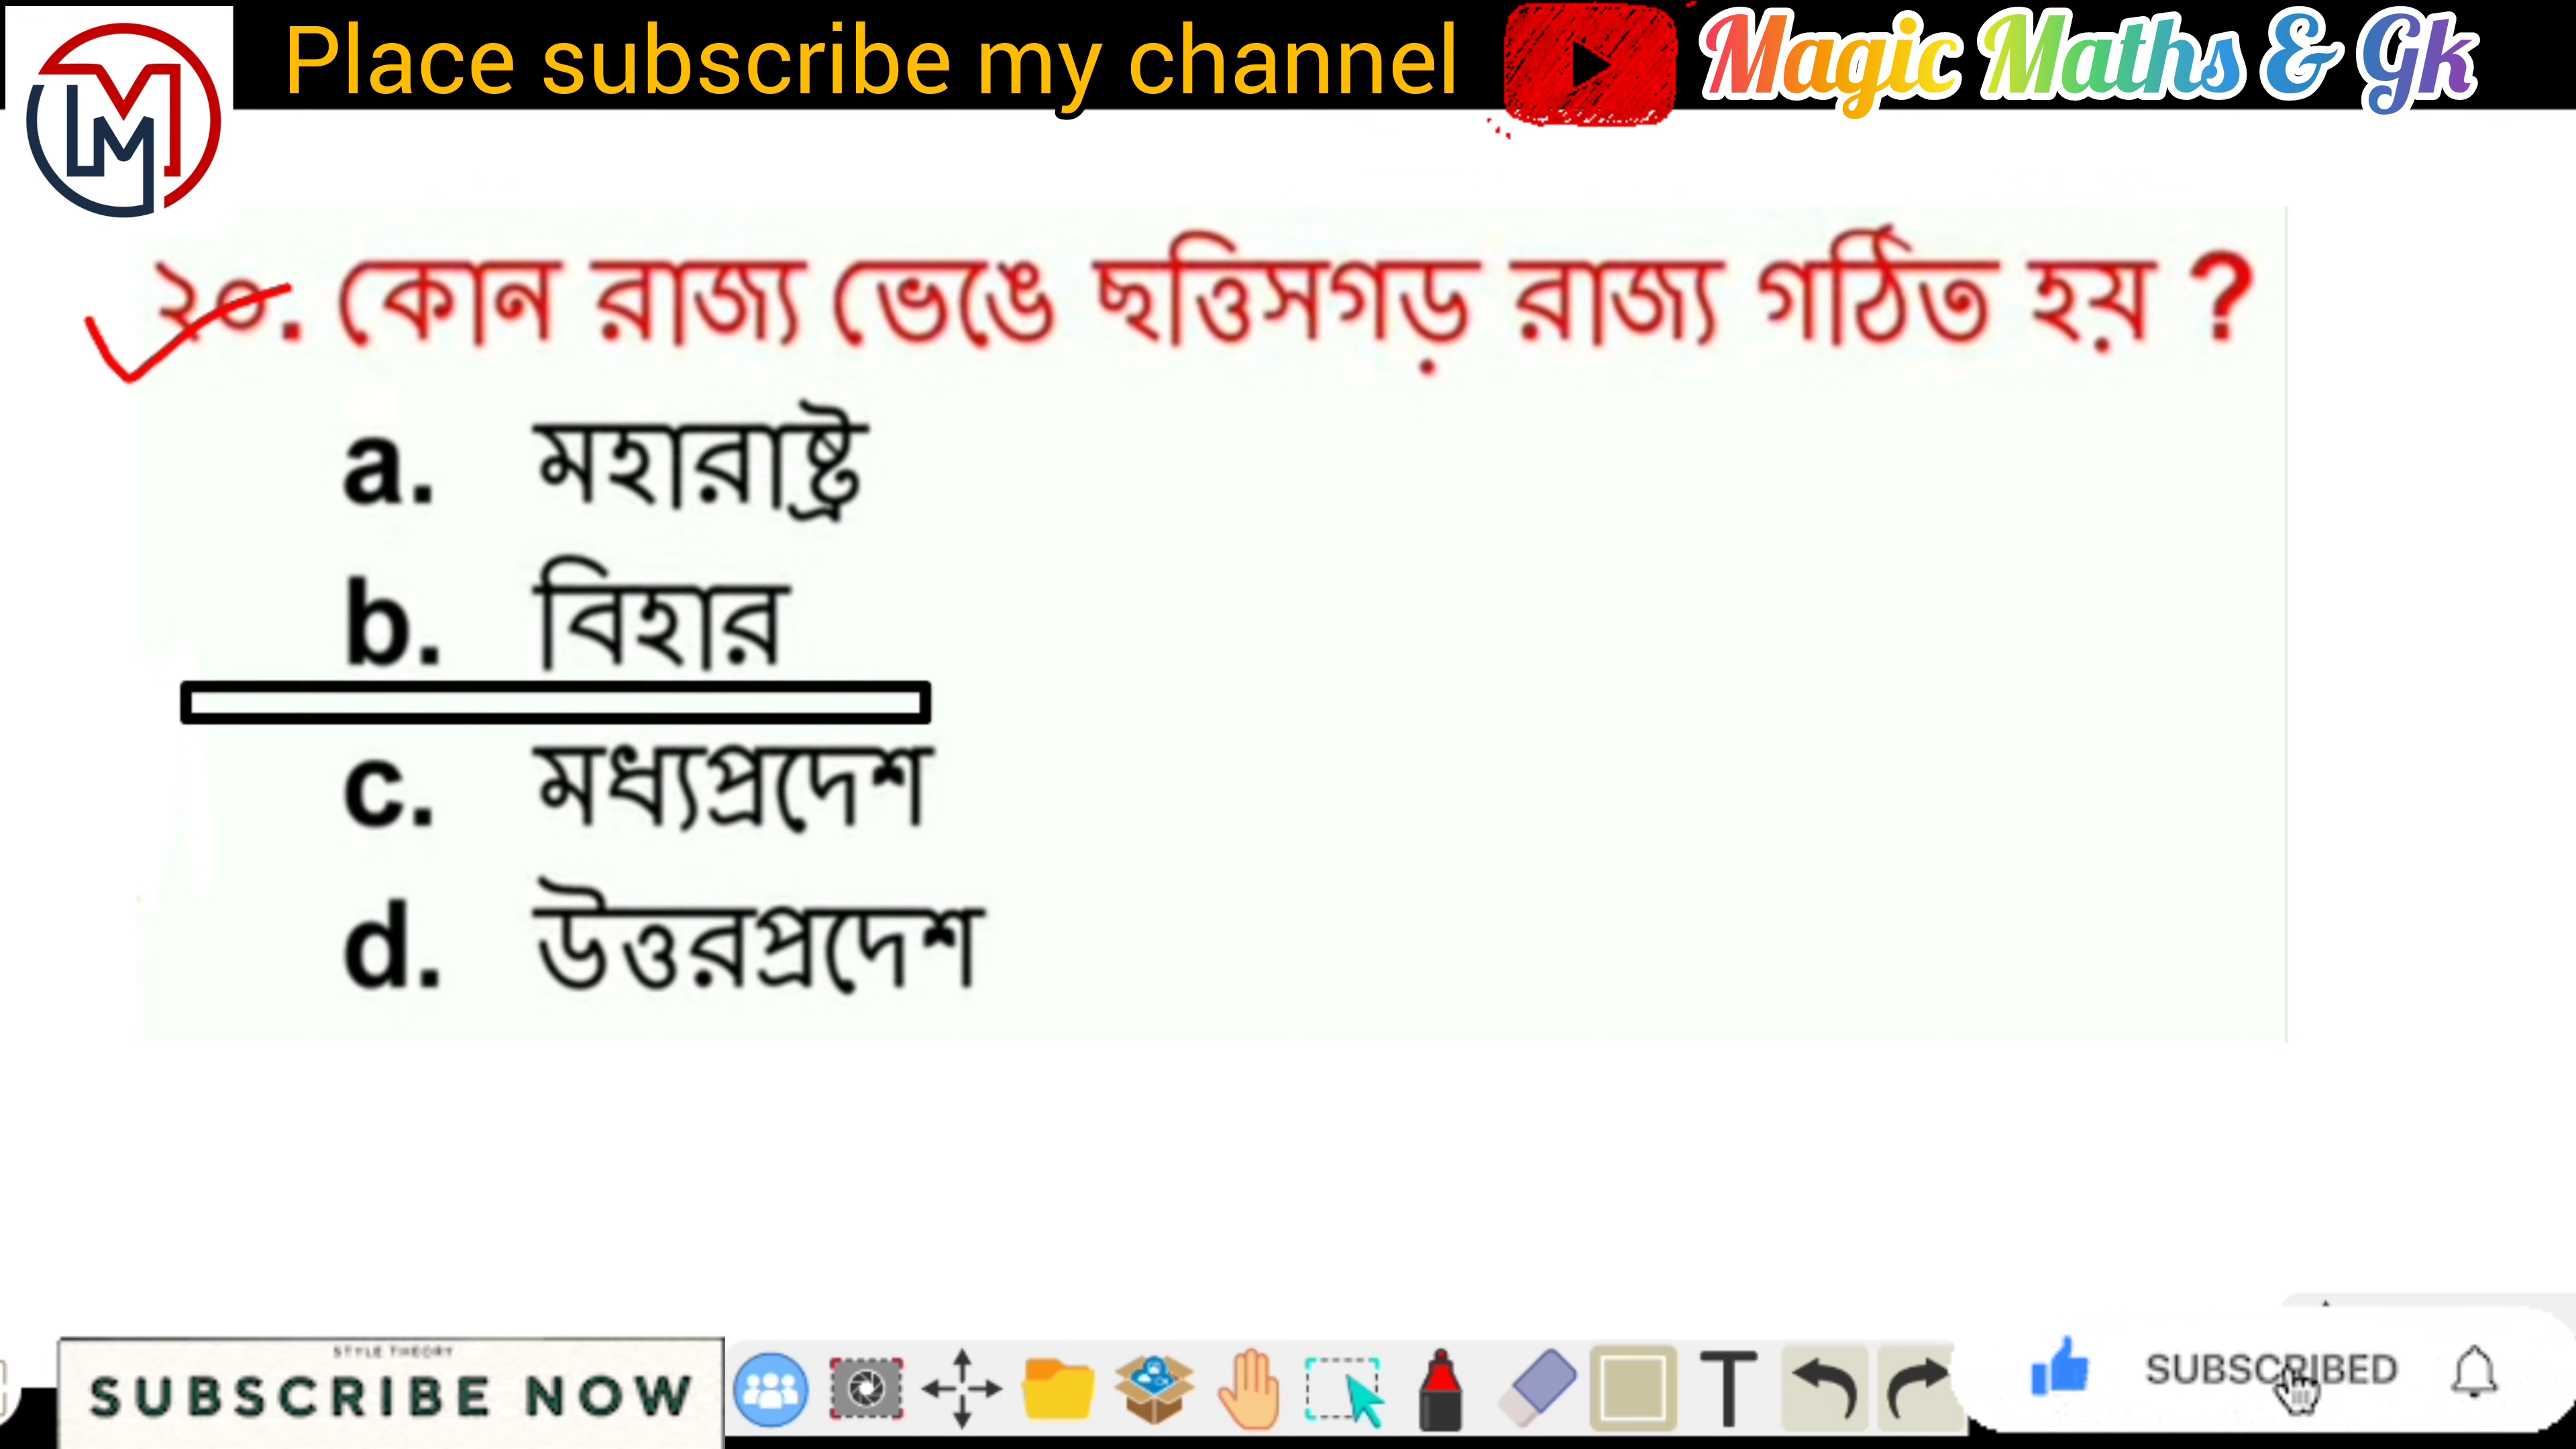 Place subscribe my channel Magic Maths & Gk
২০. কোন রাজ্য ভেঙে ছত্তিসগড় রাজ্য গঠিত হয় ?
a. মহারাষ্ট্র
b. বিহার
c. মধ্যপ্রদেশ
d. উত্তরপ্রদেশ
STYLE THEORY
SUBSCRIBE NOW
T
SUBSCRIBED